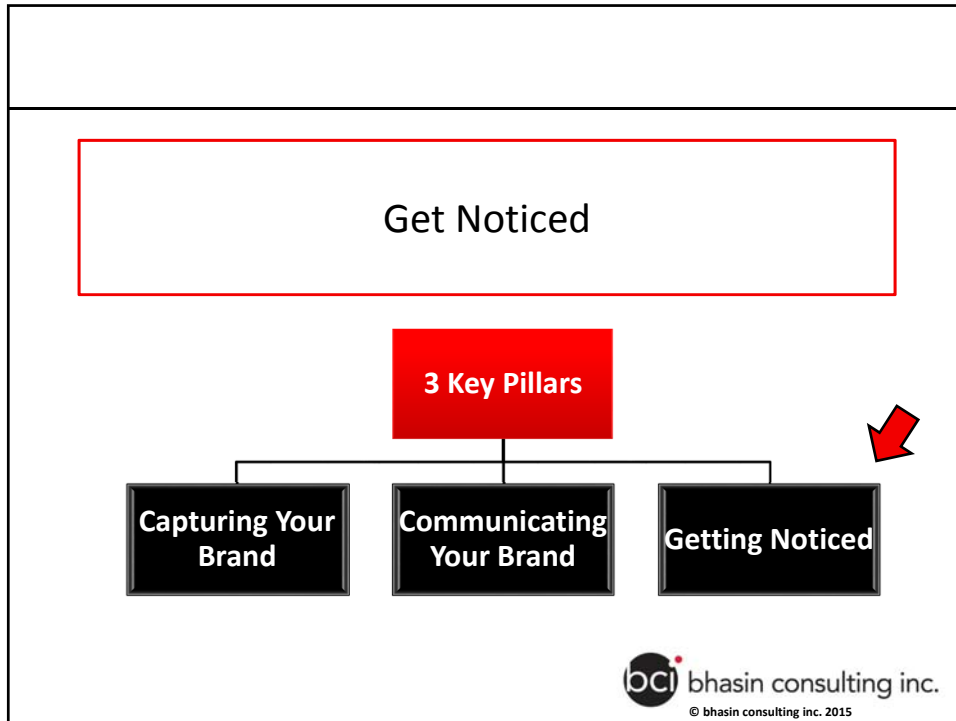 Get Noticed
3 Key Pillars
Capturing Your
Brand
Communicating
Your Brand
Getting Noticed
bci bhasin consulting inc.
© bhasin consulting inc. 2015